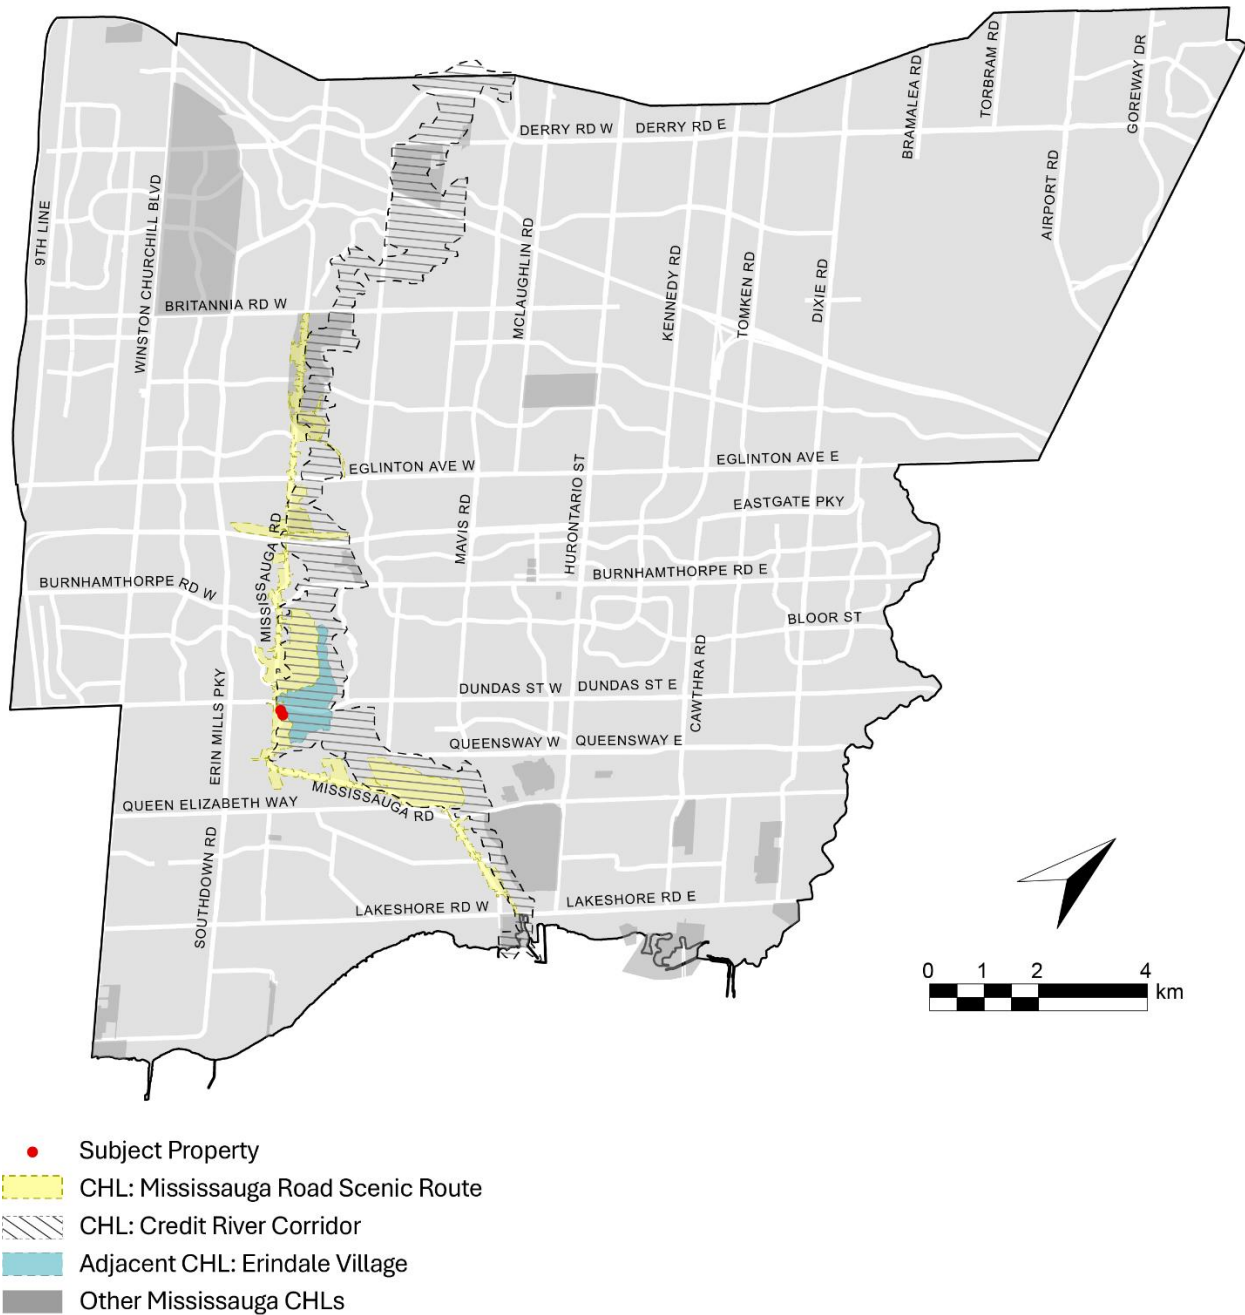 TORBRAM RD
GOREWAY DR
BRAMALEA RD
DERRY RD W
DERRY RD E
AIRPORT RD
9TH LINE
WINSTON CHURCHILL BLVD
MCLAUGHLIN RD
KENNEDY RD
TOMKEN RD
DIXIE RD
BRITANNIA RD W
EGLINTON AVE W
EGLINTON AVE E
EASTGATE PKY
MAVIS RD
HURONTARIO ST
MISSISSAUGA RD
BURNHAMTHORPE RD W
BURNHAMTHORPE RD E
BLOOR ST
CAWTHRA RD
ERIN MILLS PKY
DUNDAS ST W
DUNDAS ST E
QUEENSWAY W
QUEENSWAY E
QUEEN ELIZABETH WAY
MISSISSAUGA RD
SOUTHDOWN RD
LAKESHORE RD W
LAKESHORE RD E
0 1 2 4
km
Subject Property
CHL: Mississauga Road Scenic Route
CHL: Credit River Corridor
Adjacent CHL: Erindale Village
Other Mississauga CHLs